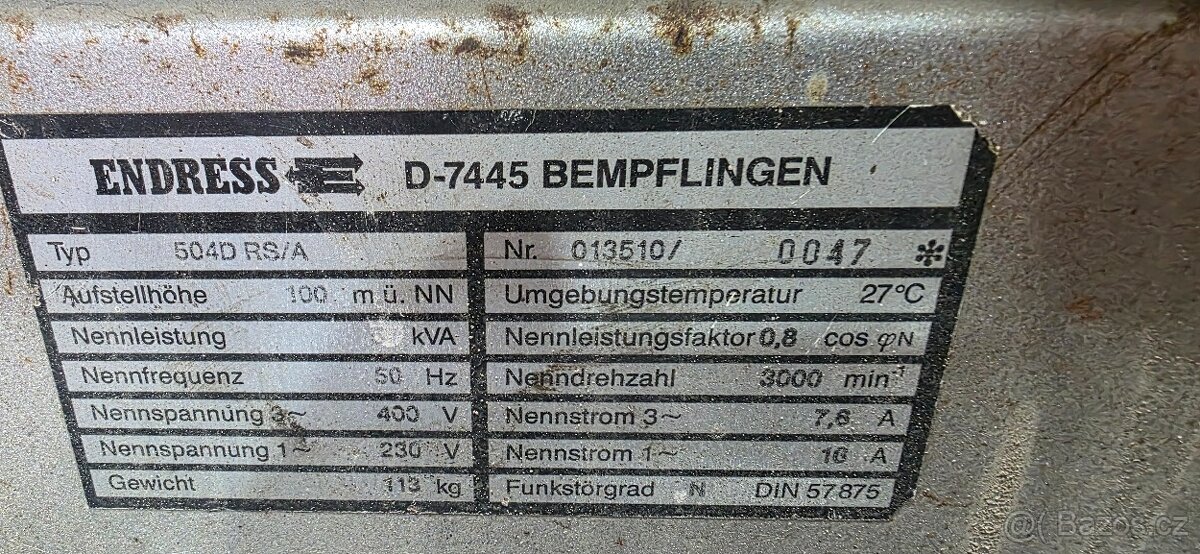 ENDRESS D-7445 BEMPFLINGEN
Typ 504D RS/A Nr. 013510/ 0047 *
Aufstellhöhe 100 m ü. NN Umgebungstemperatur 27°C
Nennleistung kVA Nennleistungsfaktor 0,8 cos φN
Nennfrequenz 50 Hz Nenndrehzahl 3000 min-1
Nennspannung 3~ 400 V Nennstrom 3~ 7,6 A
Nennspannung 1~ 230 V Nennstrom 1~ 10 A
Gewicht 113 kg Funkstörgrad N DIN 57875
Bazos.cz